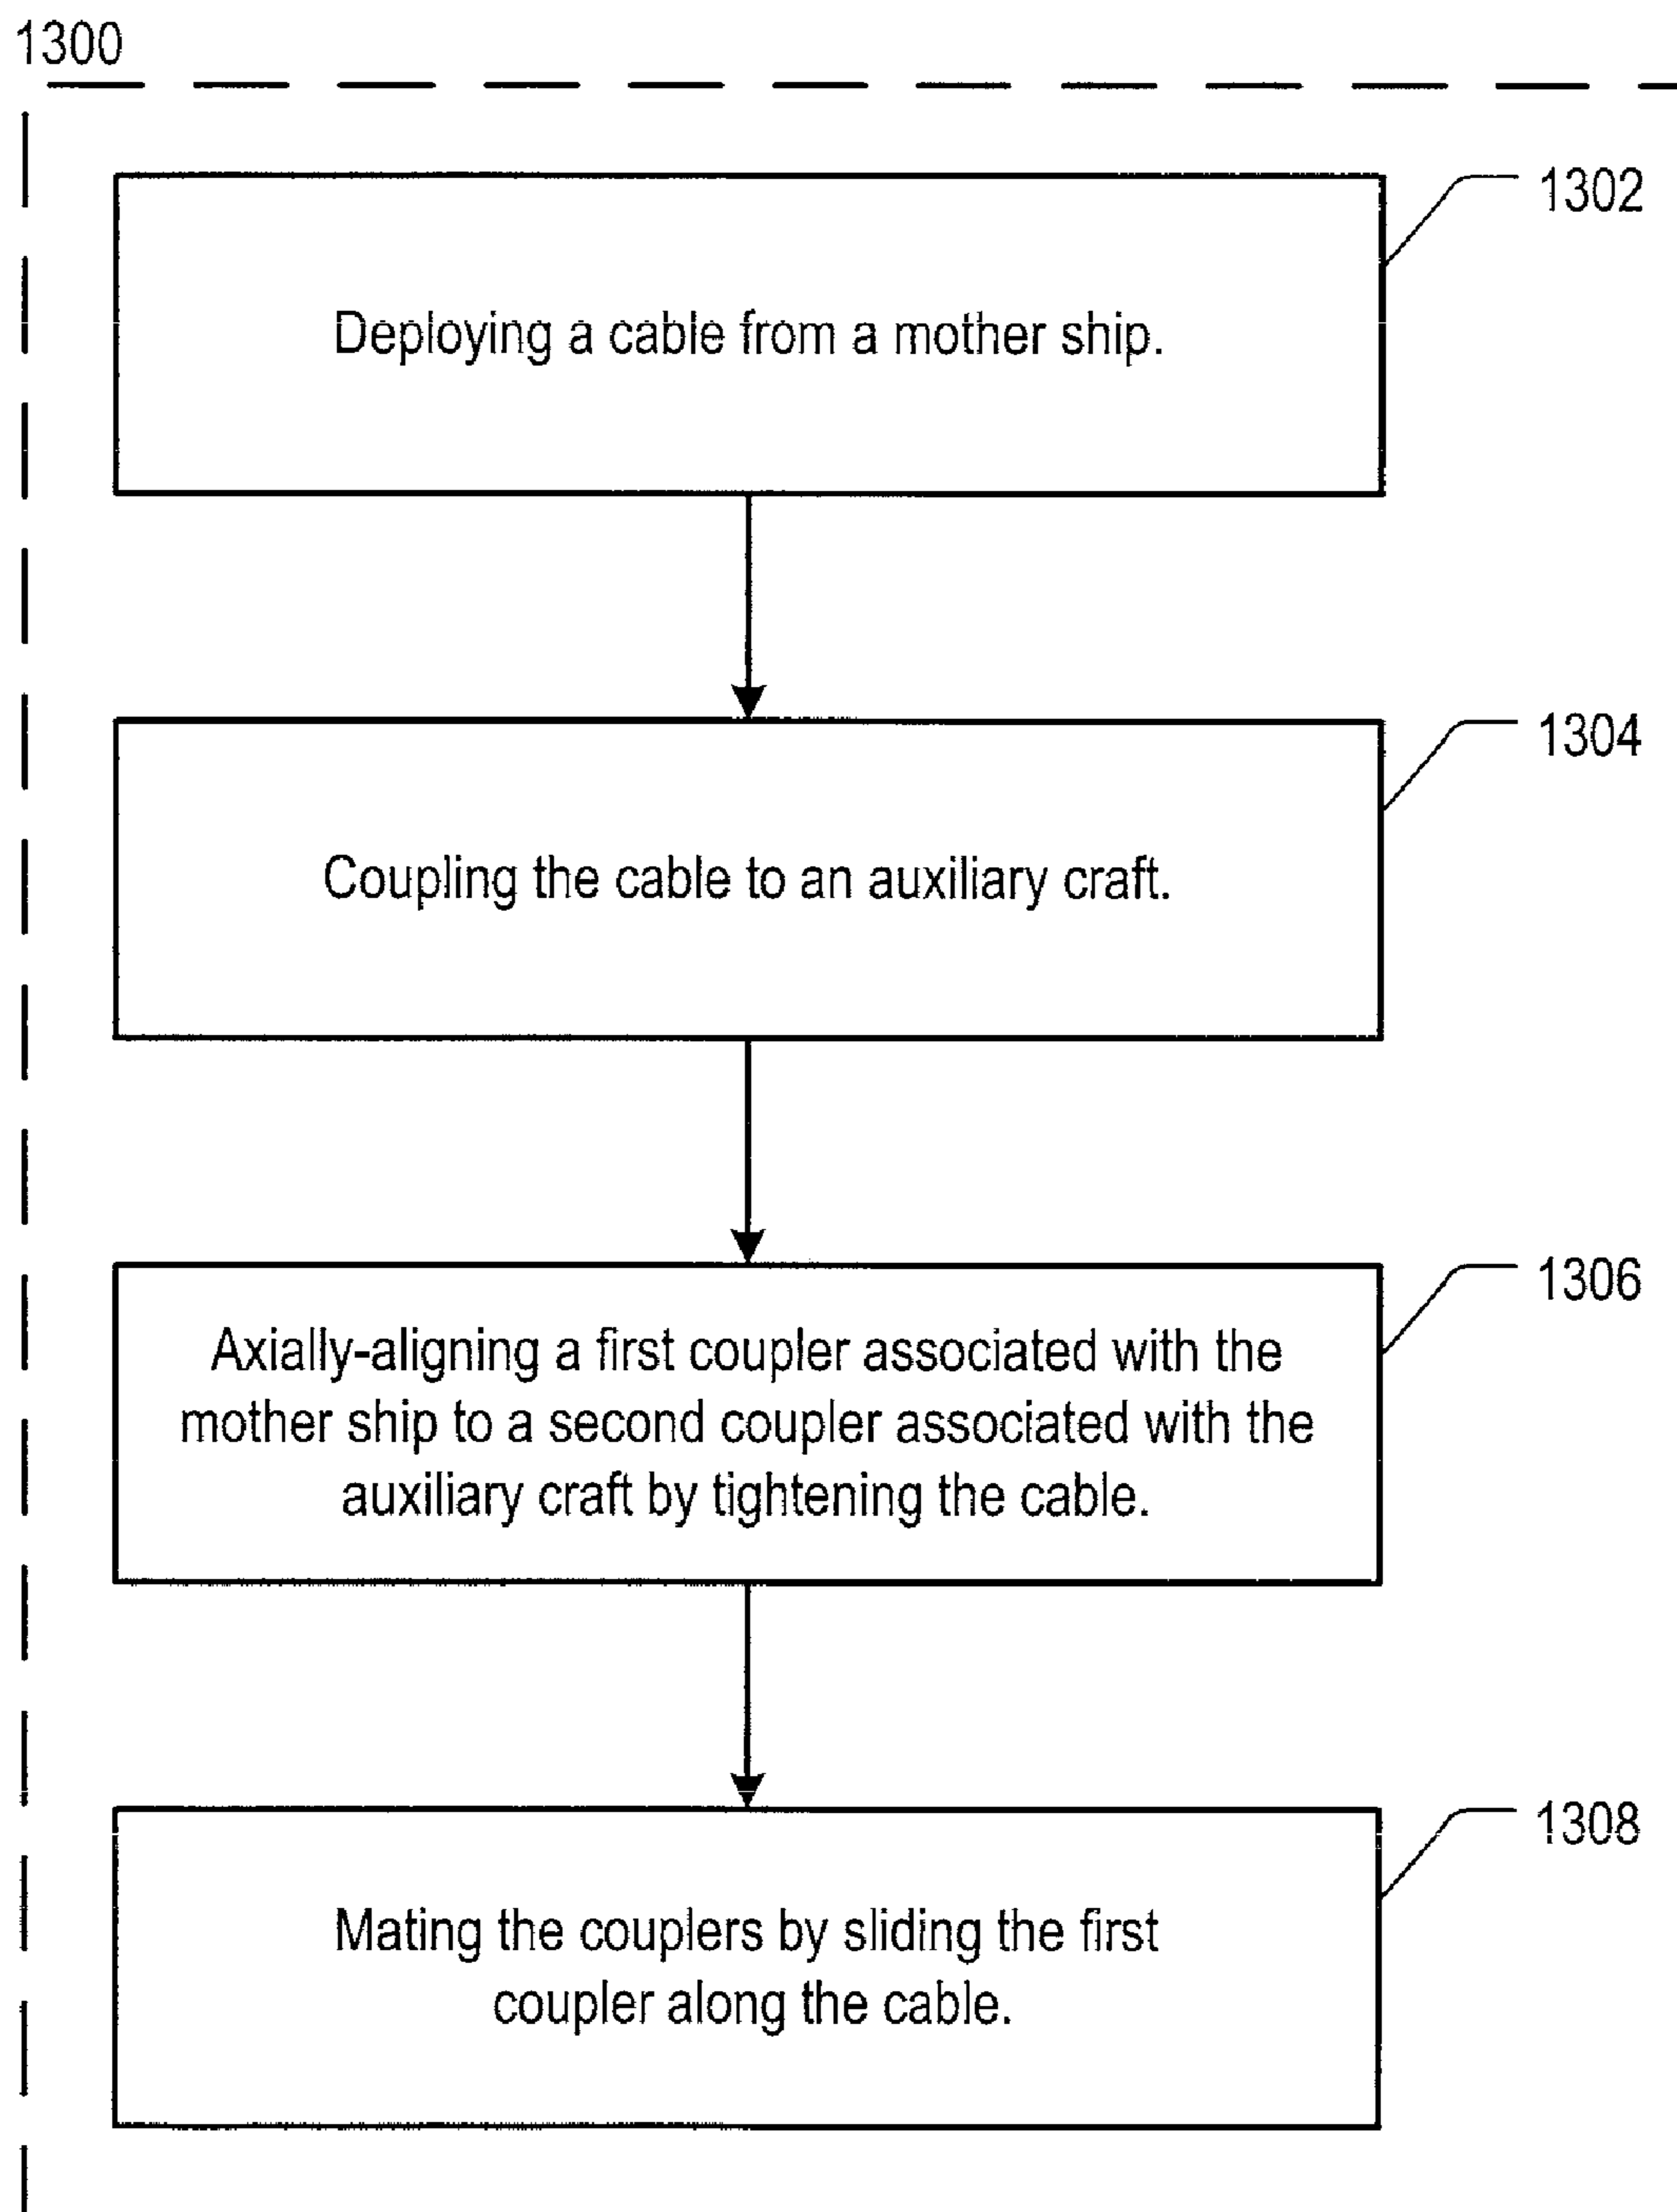 1300
1302
Deploying a cable from a mother ship.
1304
Coupling the cable to an auxiliary craft.
1306
Axially-aligning a first coupler associated with the
mother ship to a second coupler associated with the
auxiliary craft by tightening the cable.
1308
Mating the couplers by sliding the first
coupler along the cable.